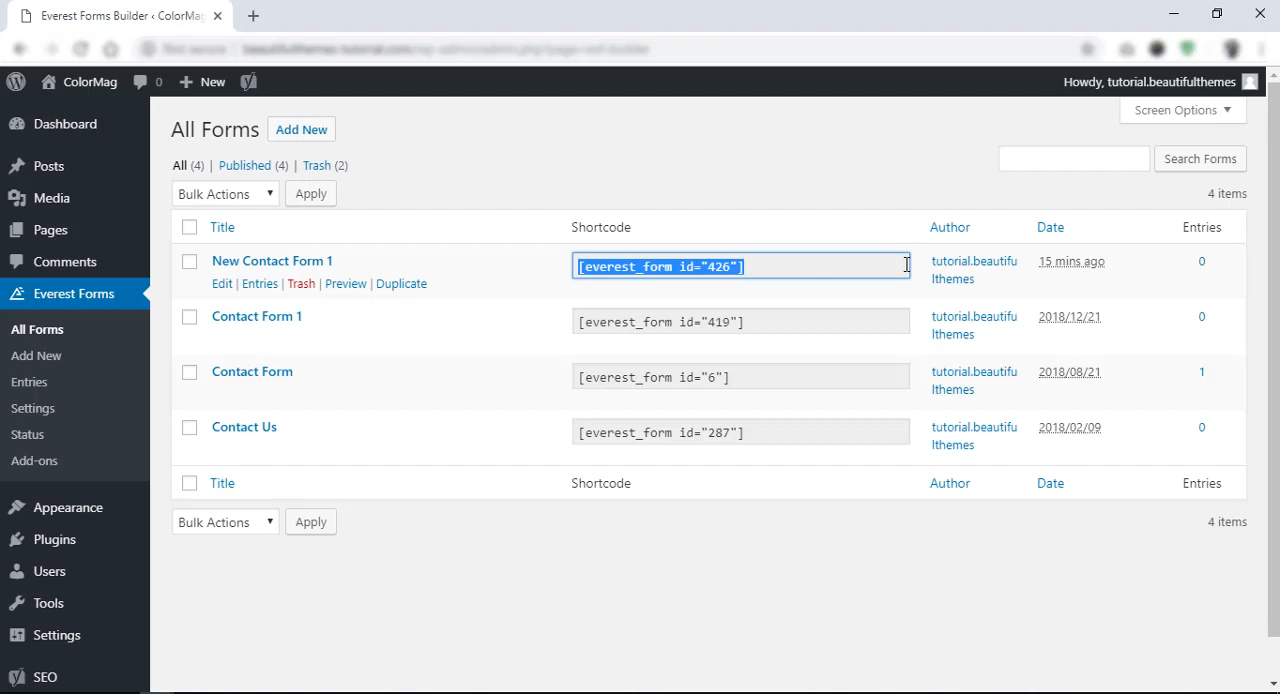 Everest Forms Builder ‹ ColorMag
ColorMag
0
New
Howdy, tutorial.beautifulthemes
Screen Options
Dashboard
Posts
Media
Pages
Comments
Everest Forms
All Forms
Add New
Entries
Settings
Status
Add-ons
Appearance
Plugins
Users
Tools
Settings
SEO
All Forms
Add New
All (4) | Published (4) | Trash (2)
Search Forms
Bulk Actions
Apply
4 items
Title Shortcode Author Date Entries
New Contact Form 1 [everest_form id="426"] tutorial.beautifu 15 mins ago 0
Edit | Entries | Trash | Preview | Duplicate lthemes
Contact Form 1 [everest_form id="419"] tutorial.beautifu 2018/12/21 0
lthemes
Contact Form [everest_form id="6"] tutorial.beautifu 2018/08/21 1
lthemes
Contact Us [everest_form id="287"] tutorial.beautifu 2018/02/09 0
lthemes
Title Shortcode Author Date Entries
Bulk Actions
Apply
4 items